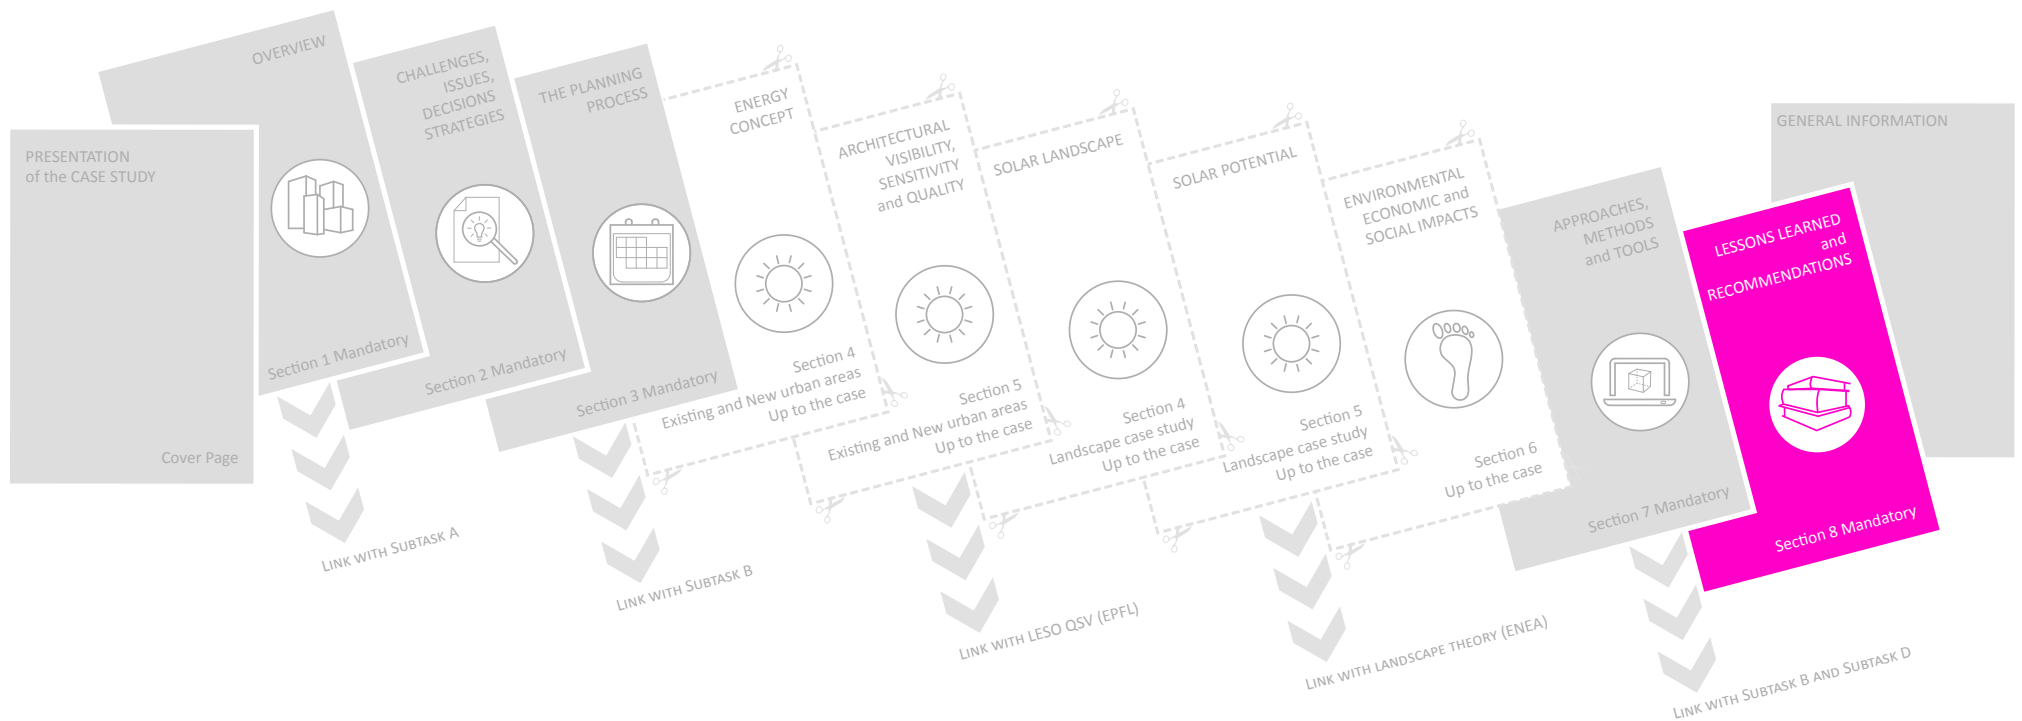 PRESENTATION
of the CASE STUDY
Cover Page
OVERVIEW
Section 1 Mandatory
LINK WITH SUBTASK A
CHALLENGES,
ISSUES,
DECISIONS
STRATEGIES
Section 2 Mandatory
THE PLANNING
PROCESS
Section 3 Mandatory
LINK WITH SUBTASK B
ENERGY
CONCEPT
Section 4
Existing and New urban areas
Up to the case
ARCHITECTURAL
VISIBILITY,
SENSITIVITY
and QUALITY
Section 5
Existing and New urban areas
Up to the case
LINK WITH LESO QSV (EPFL)
SOLAR LANDSCAPE
Section 4
Landscape case study
Up to the case
SOLAR POTENTIAL
Section 5
Landscape case study
Up to the case
LINK WITH LANDSCAPE THEORY (ENEA)
ENVIRONMENTAL
ECONOMIC and
SOCIAL IMPACTS
Section 6
Up to the case
APPROACHES,
METHODS
and TOOLS
Section 7 Mandatory
LINK WITH SUBTASK B AND SUBTASK D
LESSONS LEARNED
and
RECOMMENDATIONS
Section 8 Mandatory
GENERAL INFORMATION